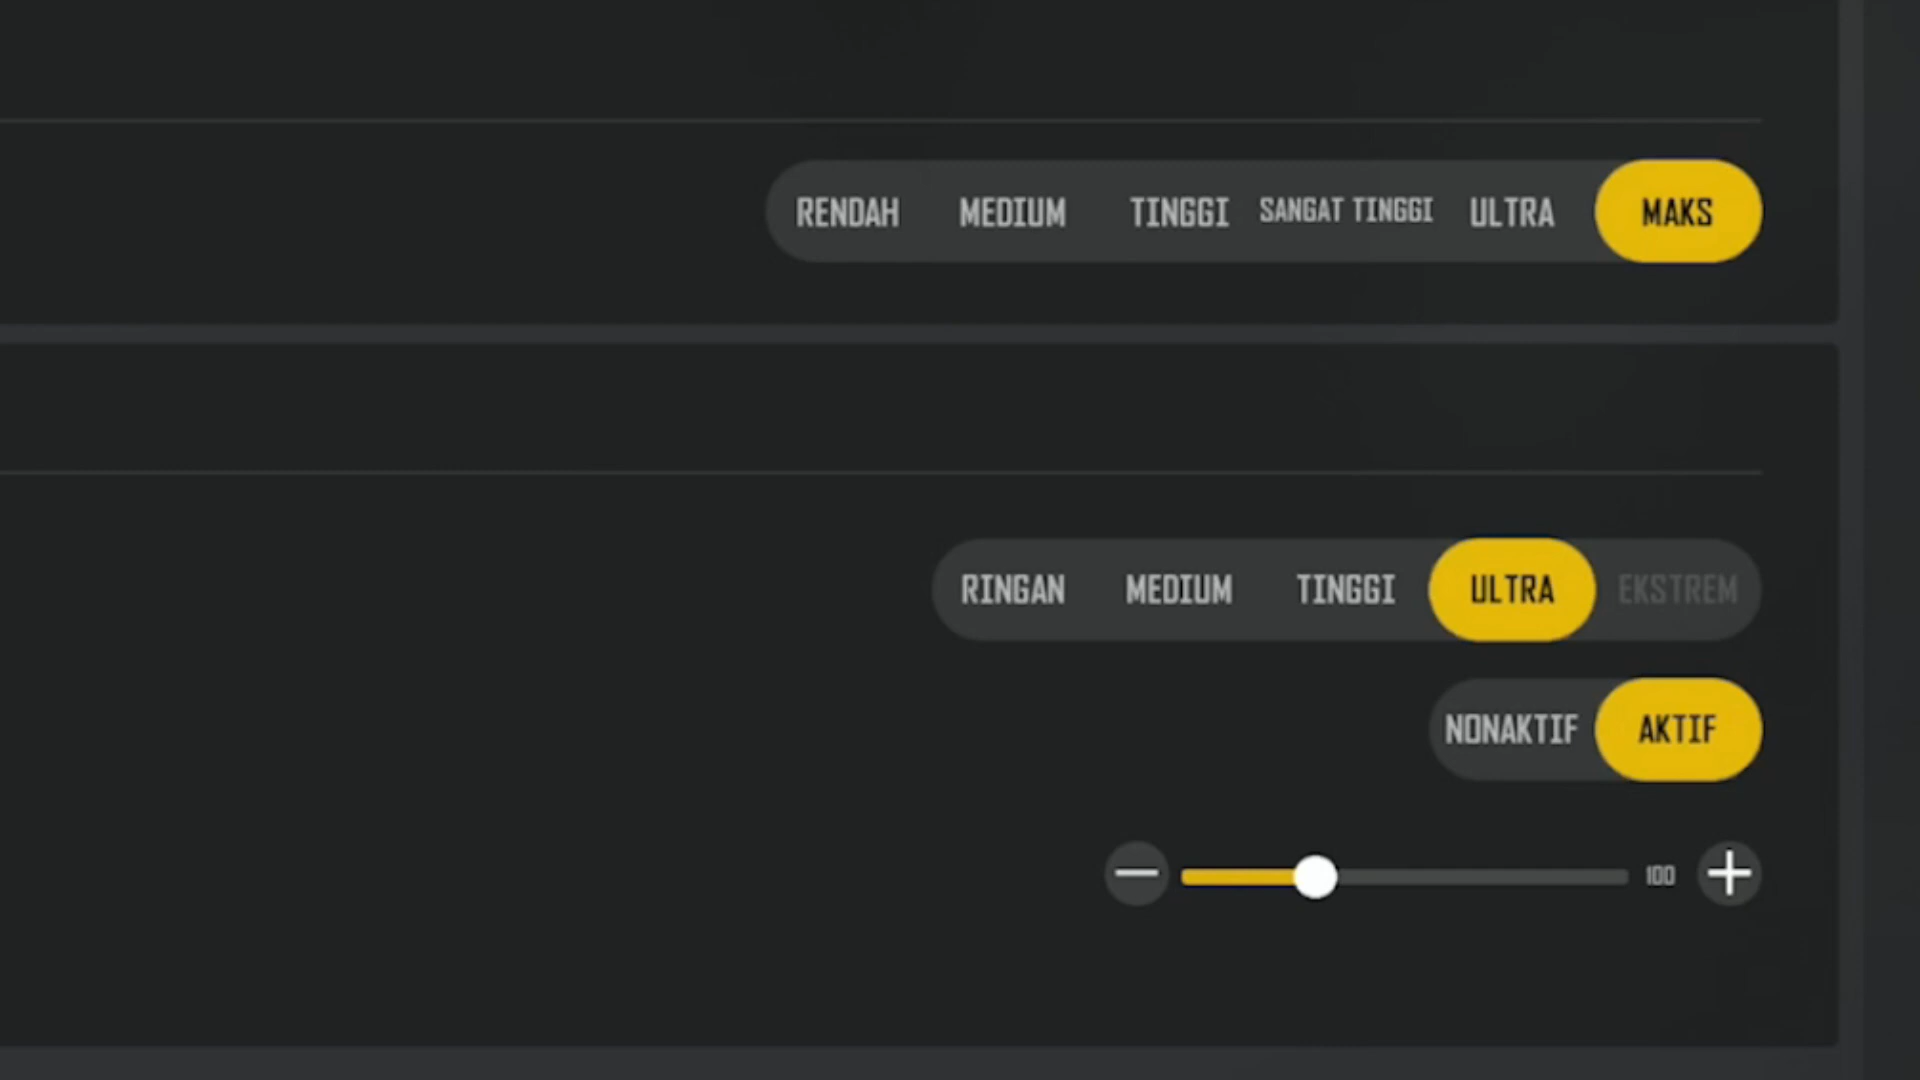 RENDAH MEDIUM TINGGI SANGAT TINGGI ULTRA MAKS
RINGAN MEDIUM TINGGI ULTRA EKSTREM
NONAKTIF AKTIF
100